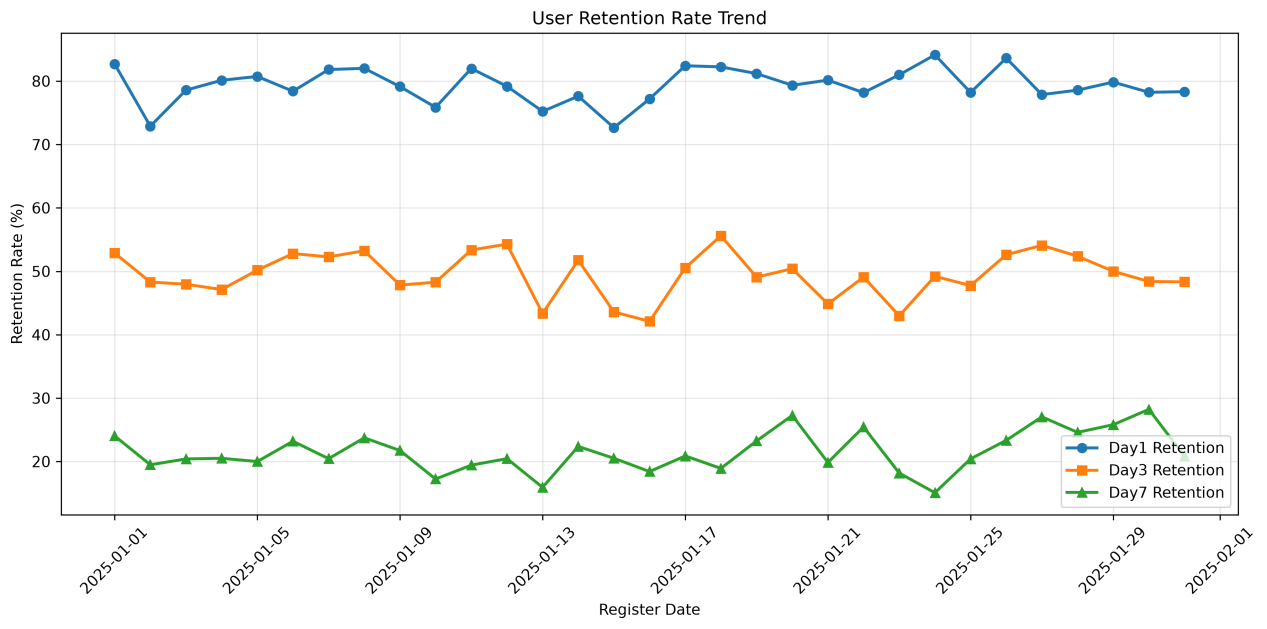 User Retention Rate Trend
Retention Rate (%)
80
70
60
50
40
30
20
Day1 Retention
Day3 Retention
Day7 Retention
2025-01-01
2025-01-05
2025-01-09
2025-01-13
2025-01-17
2025-01-21
2025-01-25
2025-01-29
2025-02-01
Register Date